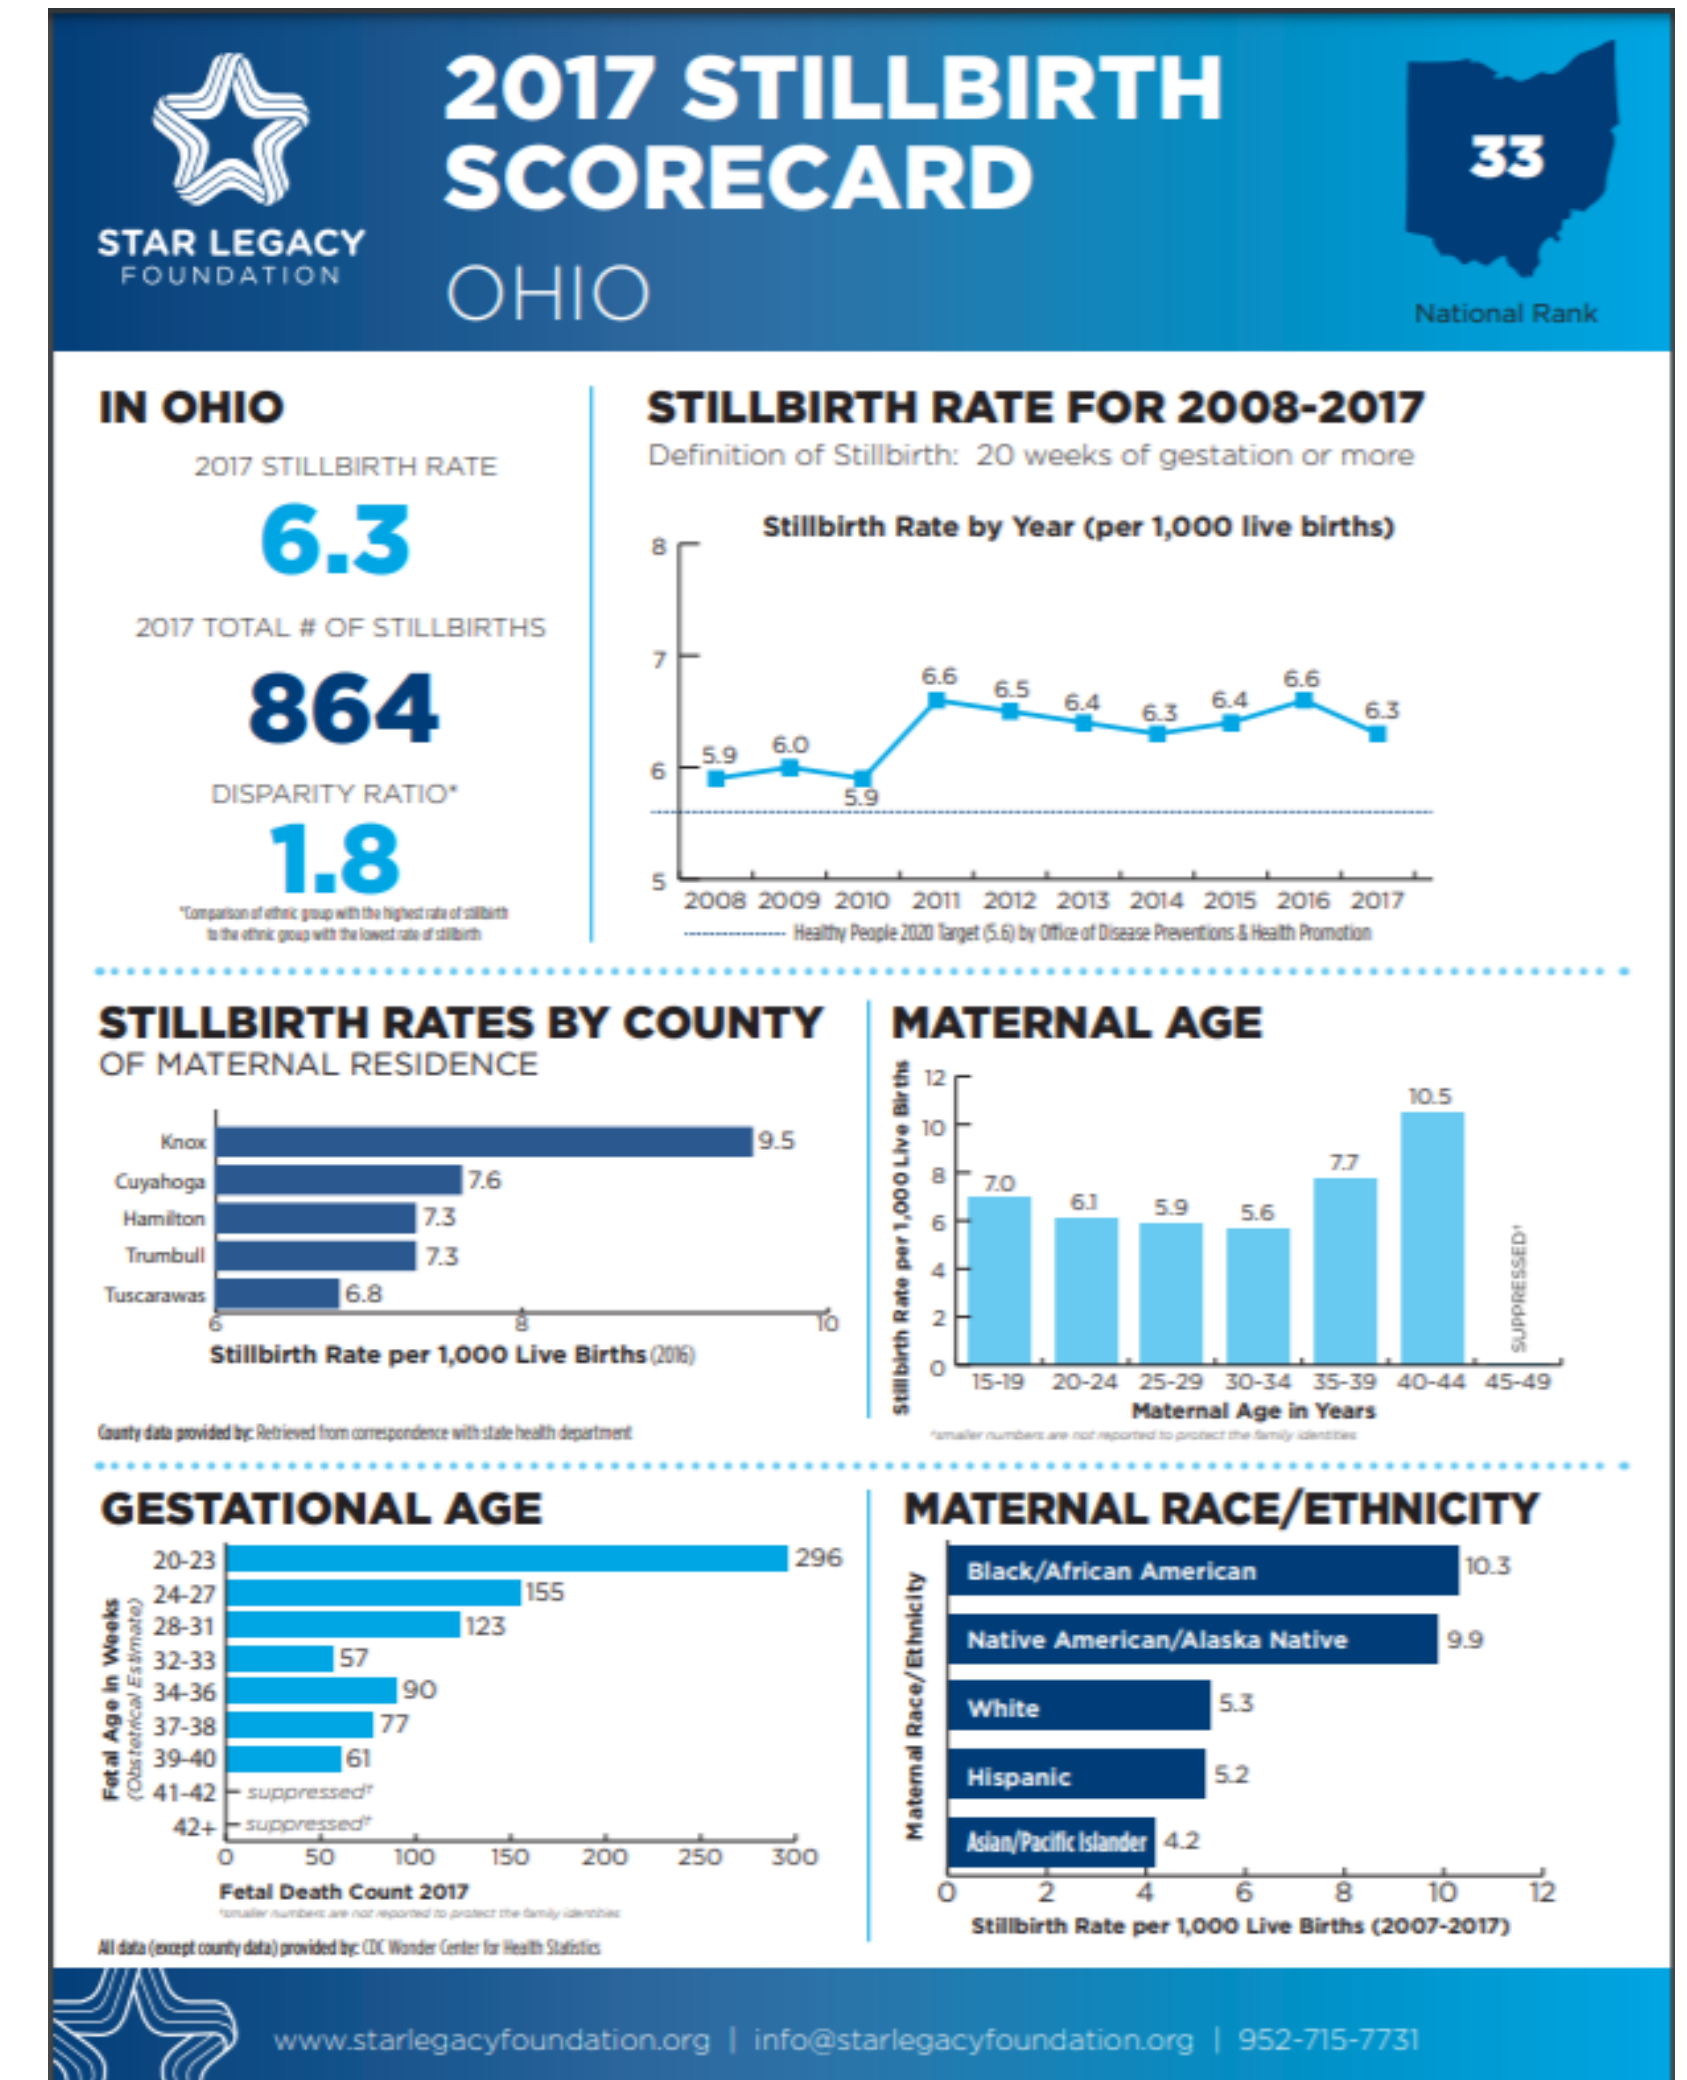 STAR LEGACY
FOUNDATION
2017 STILLBIRTH
SCORECARD
OHIO
33
National Rank
IN OHIO
2017 STILLBIRTH RATE
6.3
2017 TOTAL # OF STILLBIRTHS
864
DISPARITY RATIO*
1.8
*Comparison of ethnic group with the highest rate of stillbirth
to the ethnic group with the lowest rate of stillbirth
STILLBIRTH RATE FOR 2008-2017
Definition of Stillbirth: 20 weeks of gestation or more
Stillbirth Rate by Year (per 1,000 live births)
8
7
6
5
5.9
6.0
5.9
6.6
6.5
6.4
6.3
6.4
6.6
6.3
2008 2009 2010 2011 2012 2013 2014 2015 2016 2017
Healthy People 2020 Target (5.6) by Office of Disease Preventions & Health Promotion
STILLBIRTH RATES BY COUNTY
OF MATERNAL RESIDENCE
Knox 9.5
Cuyahoga 7.6
Hamilton 7.3
Trumbull 7.3
Tuscarawas 6.8
6 8 10
Stillbirth Rate per 1,000 Live Births (2016)
County data provided by: Retrieved from correspondence with state health department
MATERNAL AGE
Stillbirth Rate per 1,000 Live Births
12
10
8
6
4
2
0
7.0
6.1
5.9
5.6
7.7
10.5
SUPPRESSED†
15-19 20-24 25-29 30-34 35-39 40-44 45-49
Maternal Age in Years
†smaller numbers are not reported to protect the family identities
GESTATIONAL AGE
Fetal Age in Weeks
(Obstetrical Estimate)
20-23 296
24-27 155
28-31 123
32-33 57
34-36 90
37-38 77
39-40 61
41-42 suppressed†
42+ suppressed†
0 50 100 150 200 250 300
Fetal Death Count 2017
†smaller numbers are not reported to protect the family identities
All data (except county data) provided by: CDC Wonder Center for Health Statistics
MATERNAL RACE/ETHNICITY
Maternal Race/Ethnicity
Black/African American 10.3
Native American/Alaska Native 9.9
White 5.3
Hispanic 5.2
Asian/Pacific Islander 4.2
0 2 4 6 8 10 12
Stillbirth Rate per 1,000 Live Births (2007-2017)
www.starlegacyfoundation.org | info@starlegacyfoundation.org | 952-715-7731